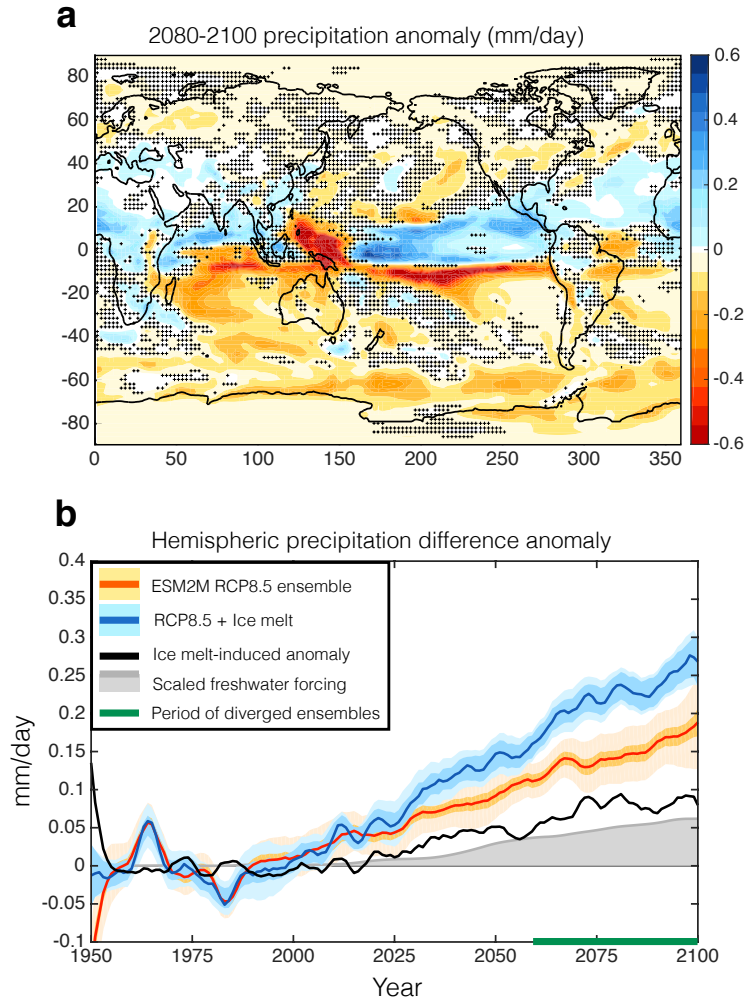 a
2080-2100 precipitation anomaly (mm/day)
80
60
40
20
0
-20
-40
-60
-80
0 50 100 150 200 250 300 350
0.6
0.4
0.2
0
-0.2
-0.4
-0.6
b
Hemispheric precipitation difference anomaly
ESM2M RCP8.5 ensemble
RCP8.5 + Ice melt
Ice melt-induced anomaly
Scaled freshwater forcing
Period of diverged ensembles
mm/day
0.4
0.35
0.3
0.25
0.2
0.15
0.1
0.05
0
-0.05
-0.1
1950 1975 2000 2025 2050 2075 2100
Year